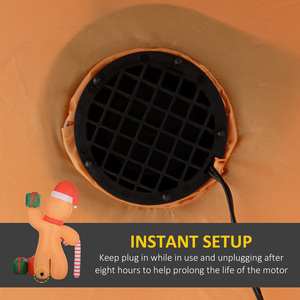 INSTANT SETUP
Keep plug in while in use and unplugging after
eight hours to help prolong the life of the motor